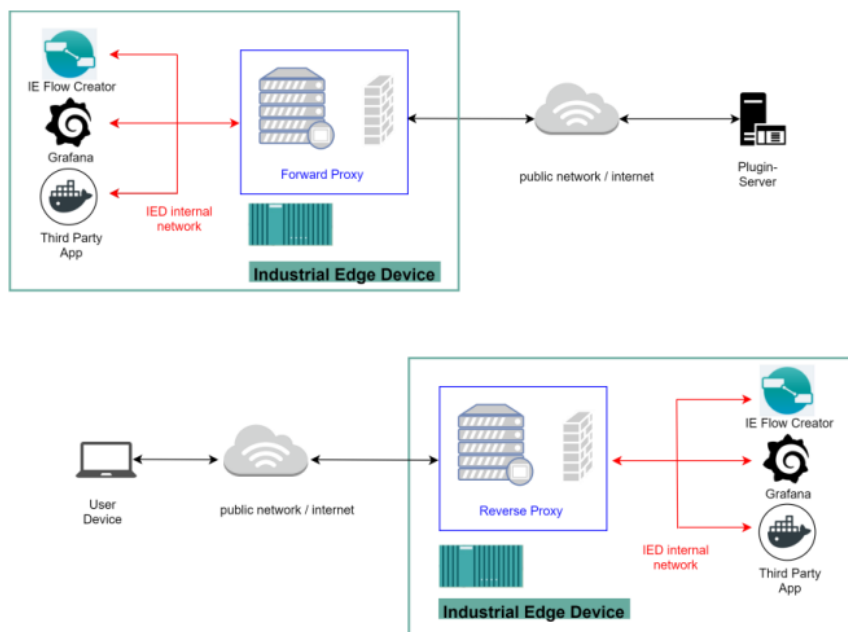 IE Flow Creator
Grafana
Third Party
App
IED internal
network
Forward Proxy
Industrial Edge Device
public network / internet
Plugin-
Server
User
Device
public network / internet
Reverse Proxy
Industrial Edge Device
IED internal
network
IE Flow Creator
Grafana
Third Party
App